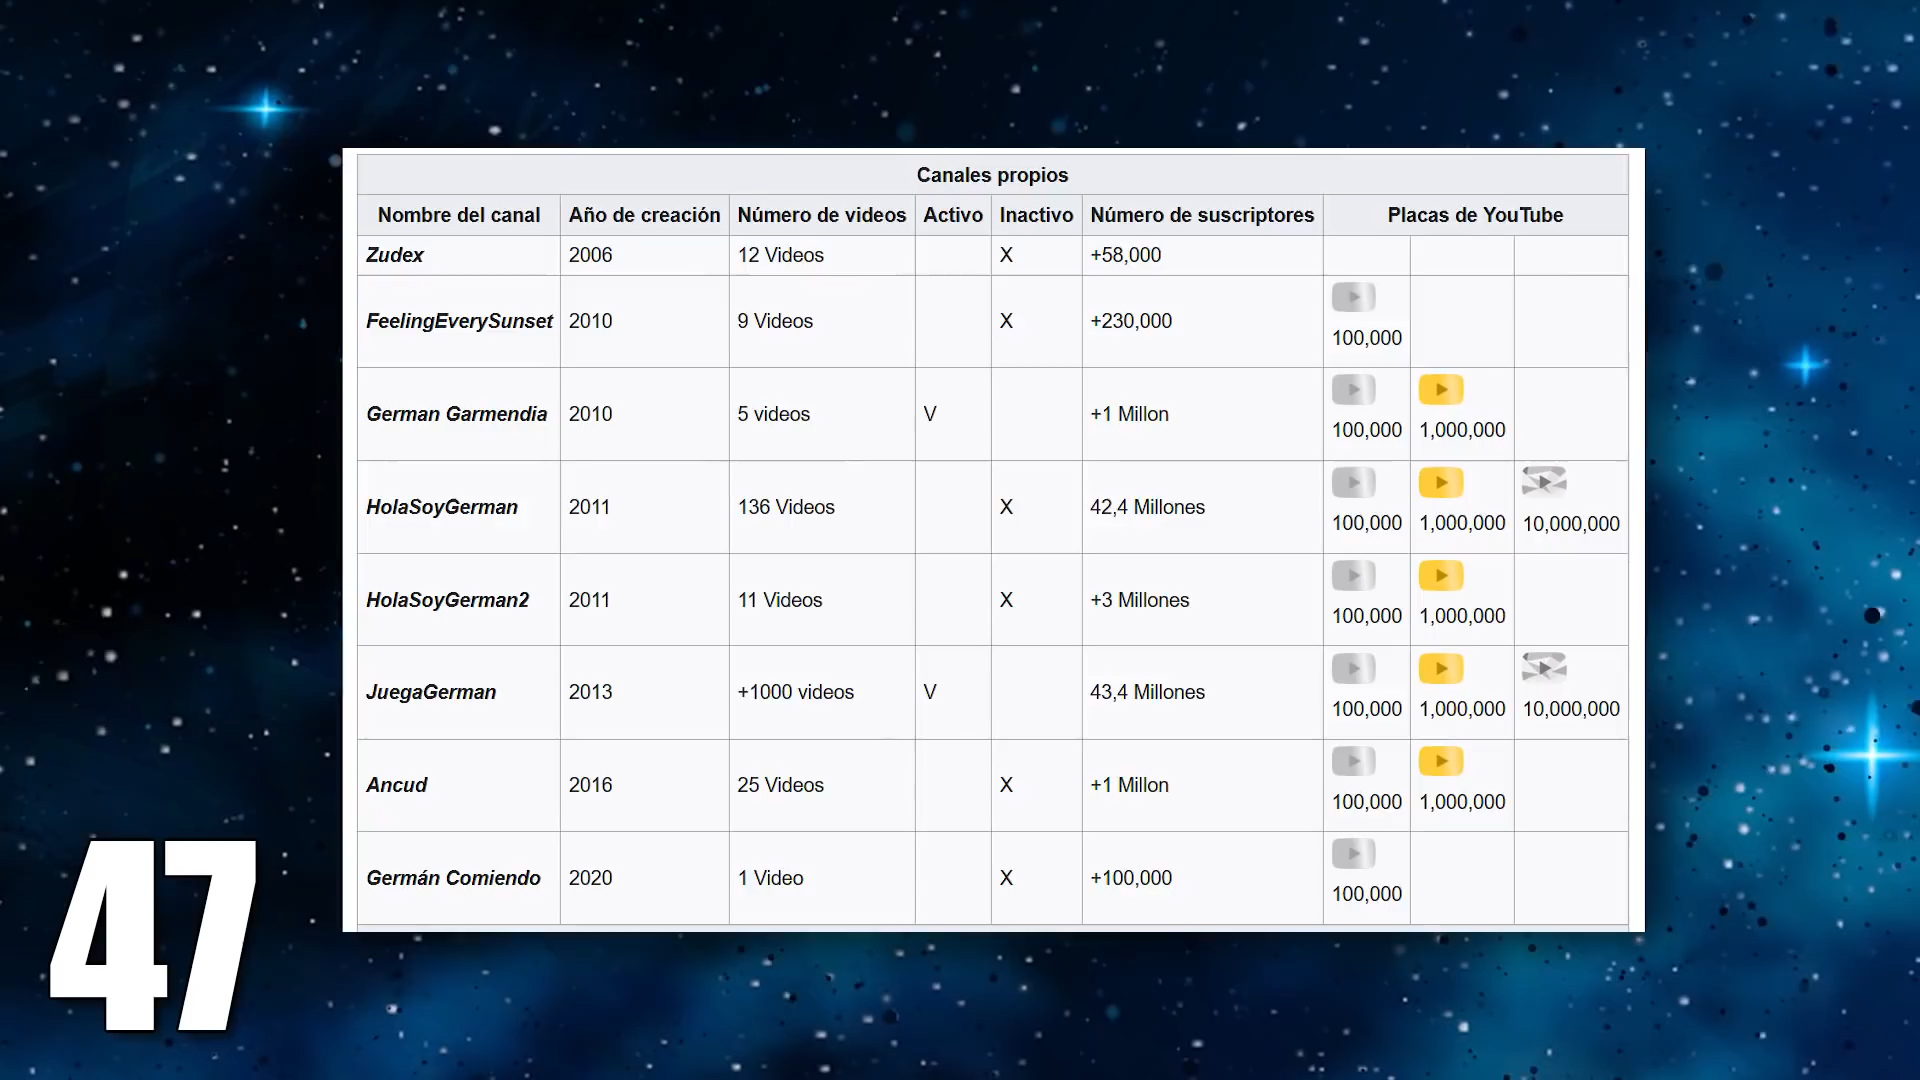 Canales propios
Nombre del canal Año de creación Número de videos Activo Inactivo Número de suscriptores Placas de YouTube
Zudex 2006 12 Videos X +58,000
FeelingEverySunset 2010 9 Videos X +230,000 100,000
German Garmendia 2010 5 videos V +1 Millon 100,000 1,000,000
HolaSoyGerman 2011 136 Videos X 42,4 Millones 100,000 1,000,000 10,000,000
HolaSoyGerman2 2011 11 Videos X +3 Millones 100,000 1,000,000
JuegaGerman 2013 +1000 videos V 43,4 Millones 100,000 1,000,000 10,000,000
Ancud 2016 25 Videos X +1 Millon 100,000 1,000,000
Germán Comiendo 2020 1 Video X +100,000 100,000
47